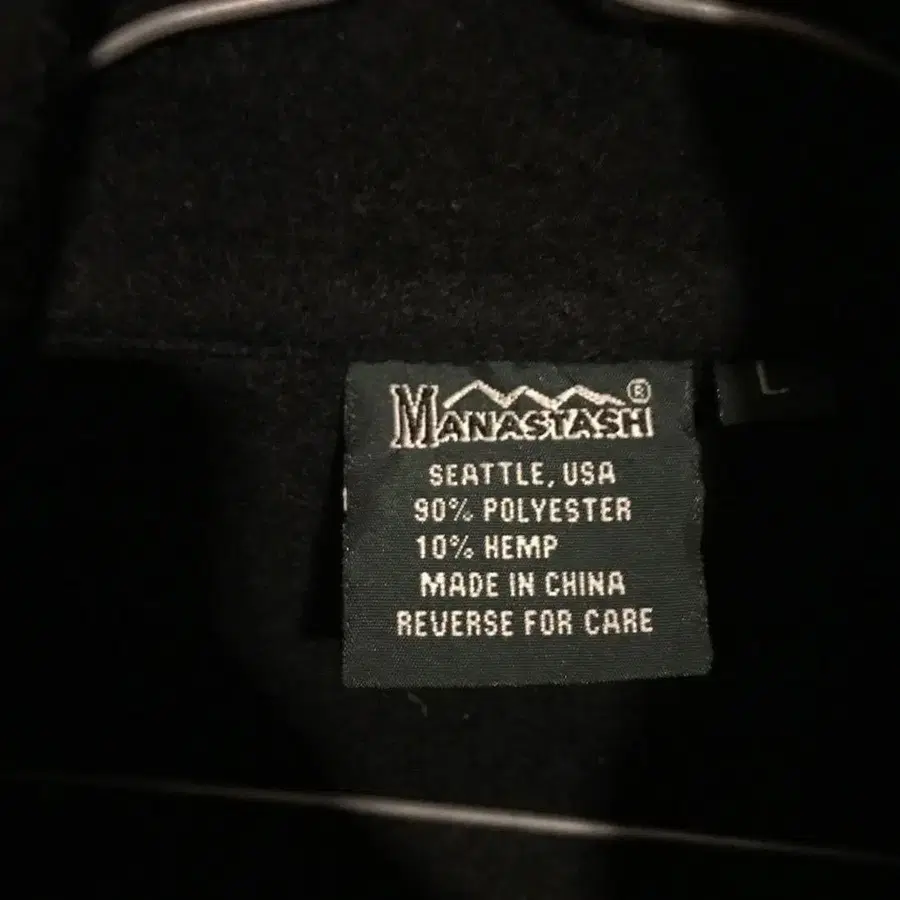 MANASTASH®
L
SEATTLE, USA
90% POLYESTER
10% HEMP
MADE IN CHINA
REVERSE FOR CARE